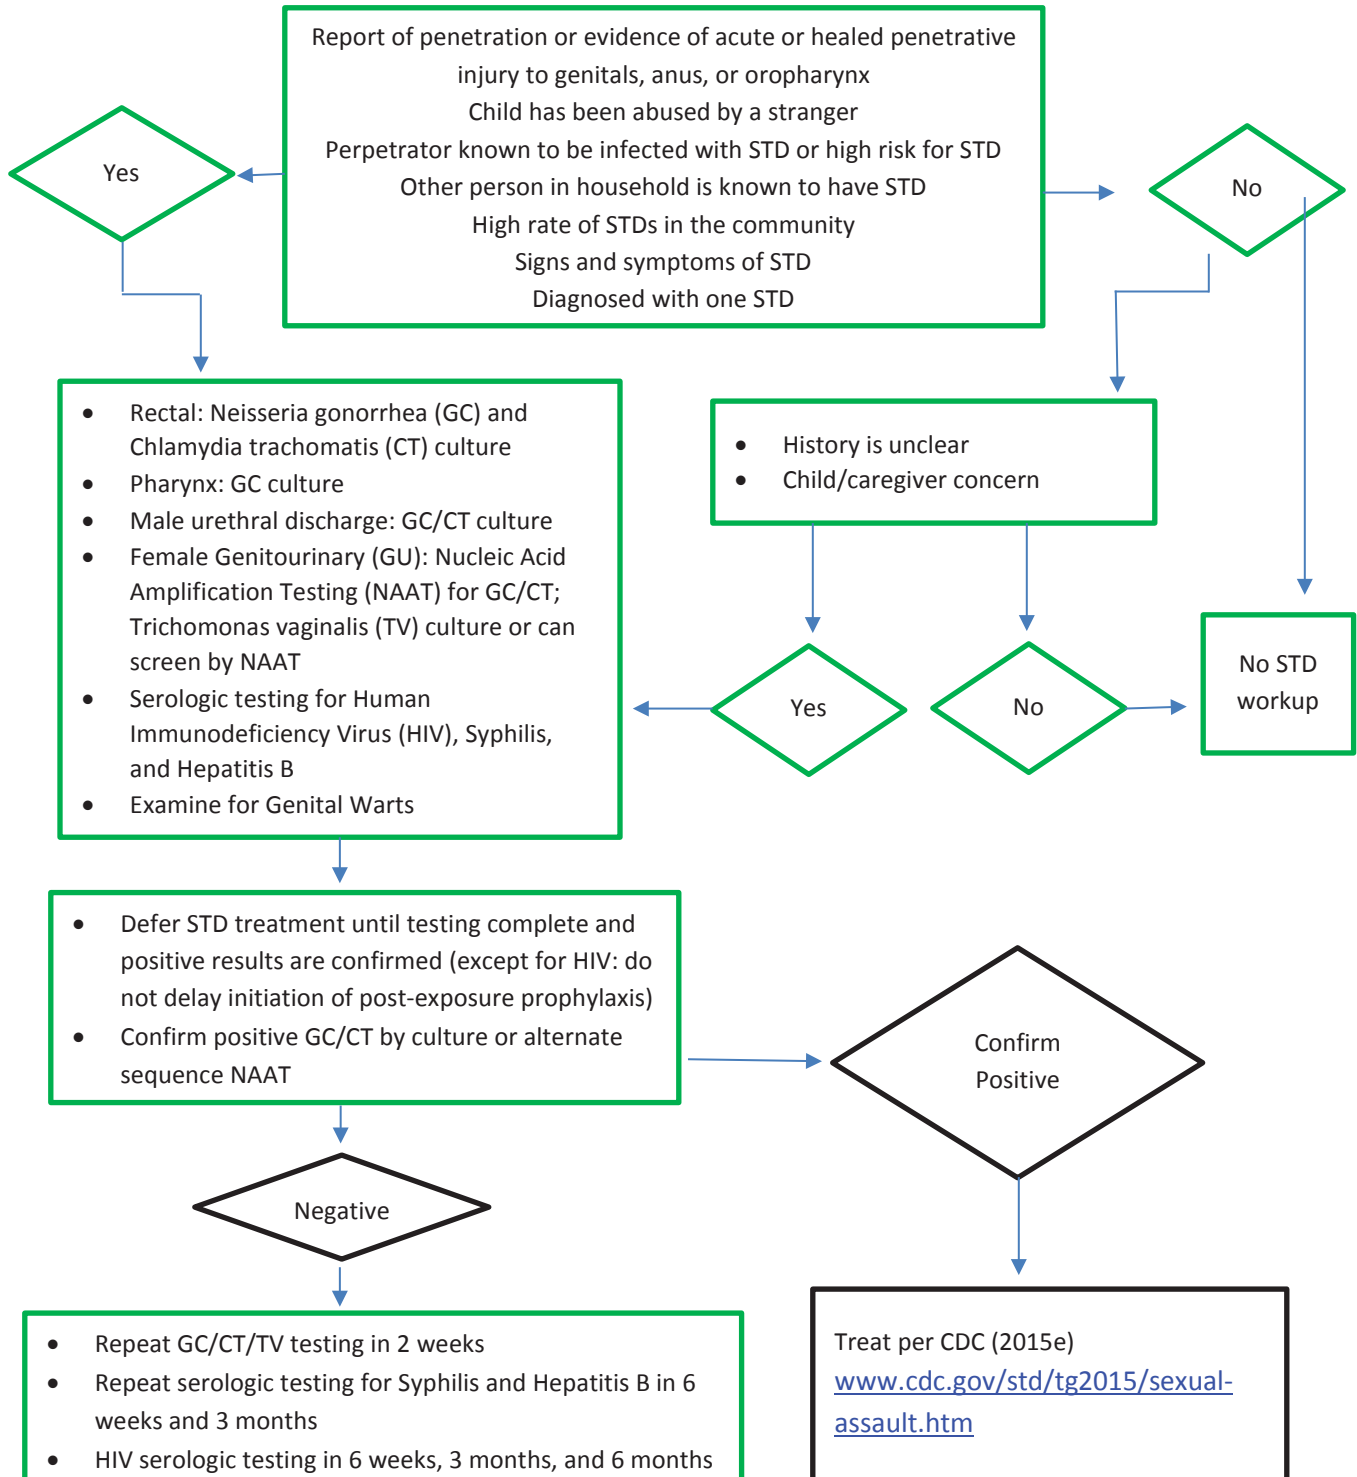 Report of penetration or evidence of acute or healed penetrative
injury to genitals, anus, or oropharynx
Child has been abused by a stranger
Perpetrator known to be infected with STD or high risk for STD
Other person in household is known to have STD
High rate of STDs in the community
Signs and symptoms of STD
Diagnosed with one STD
Yes
No
• Rectal: Neisseria gonorrhea (GC) and
Chlamydia trachomatis (CT) culture
• Pharynx: GC culture
• Male urethral discharge: GC/CT culture
• Female Genitourinary (GU): Nucleic Acid
Amplification Testing (NAAT) for GC/CT;
Trichomonas vaginalis (TV) culture or can
screen by NAAT
• Serologic testing for Human
Immunodeficiency Virus (HIV), Syphilis,
and Hepatitis B
• Examine for Genital Warts
• History is unclear
• Child/caregiver concern
Yes
No
No STD
workup
• Defer STD treatment until testing complete and
positive results are confirmed (except for HIV: do
not delay initiation of post-exposure prophylaxis)
• Confirm positive GC/CT by culture or alternate
sequence NAAT
Confirm
Positive
Negative
• Repeat GC/CT/TV testing in 2 weeks
• Repeat serologic testing for Syphilis and Hepatitis B in 6
weeks and 3 months
• HIV serologic testing in 6 weeks, 3 months, and 6 months
Treat per CDC (2015e)
www.cdc.gov/std/tg2015/sexual-
assault.htm